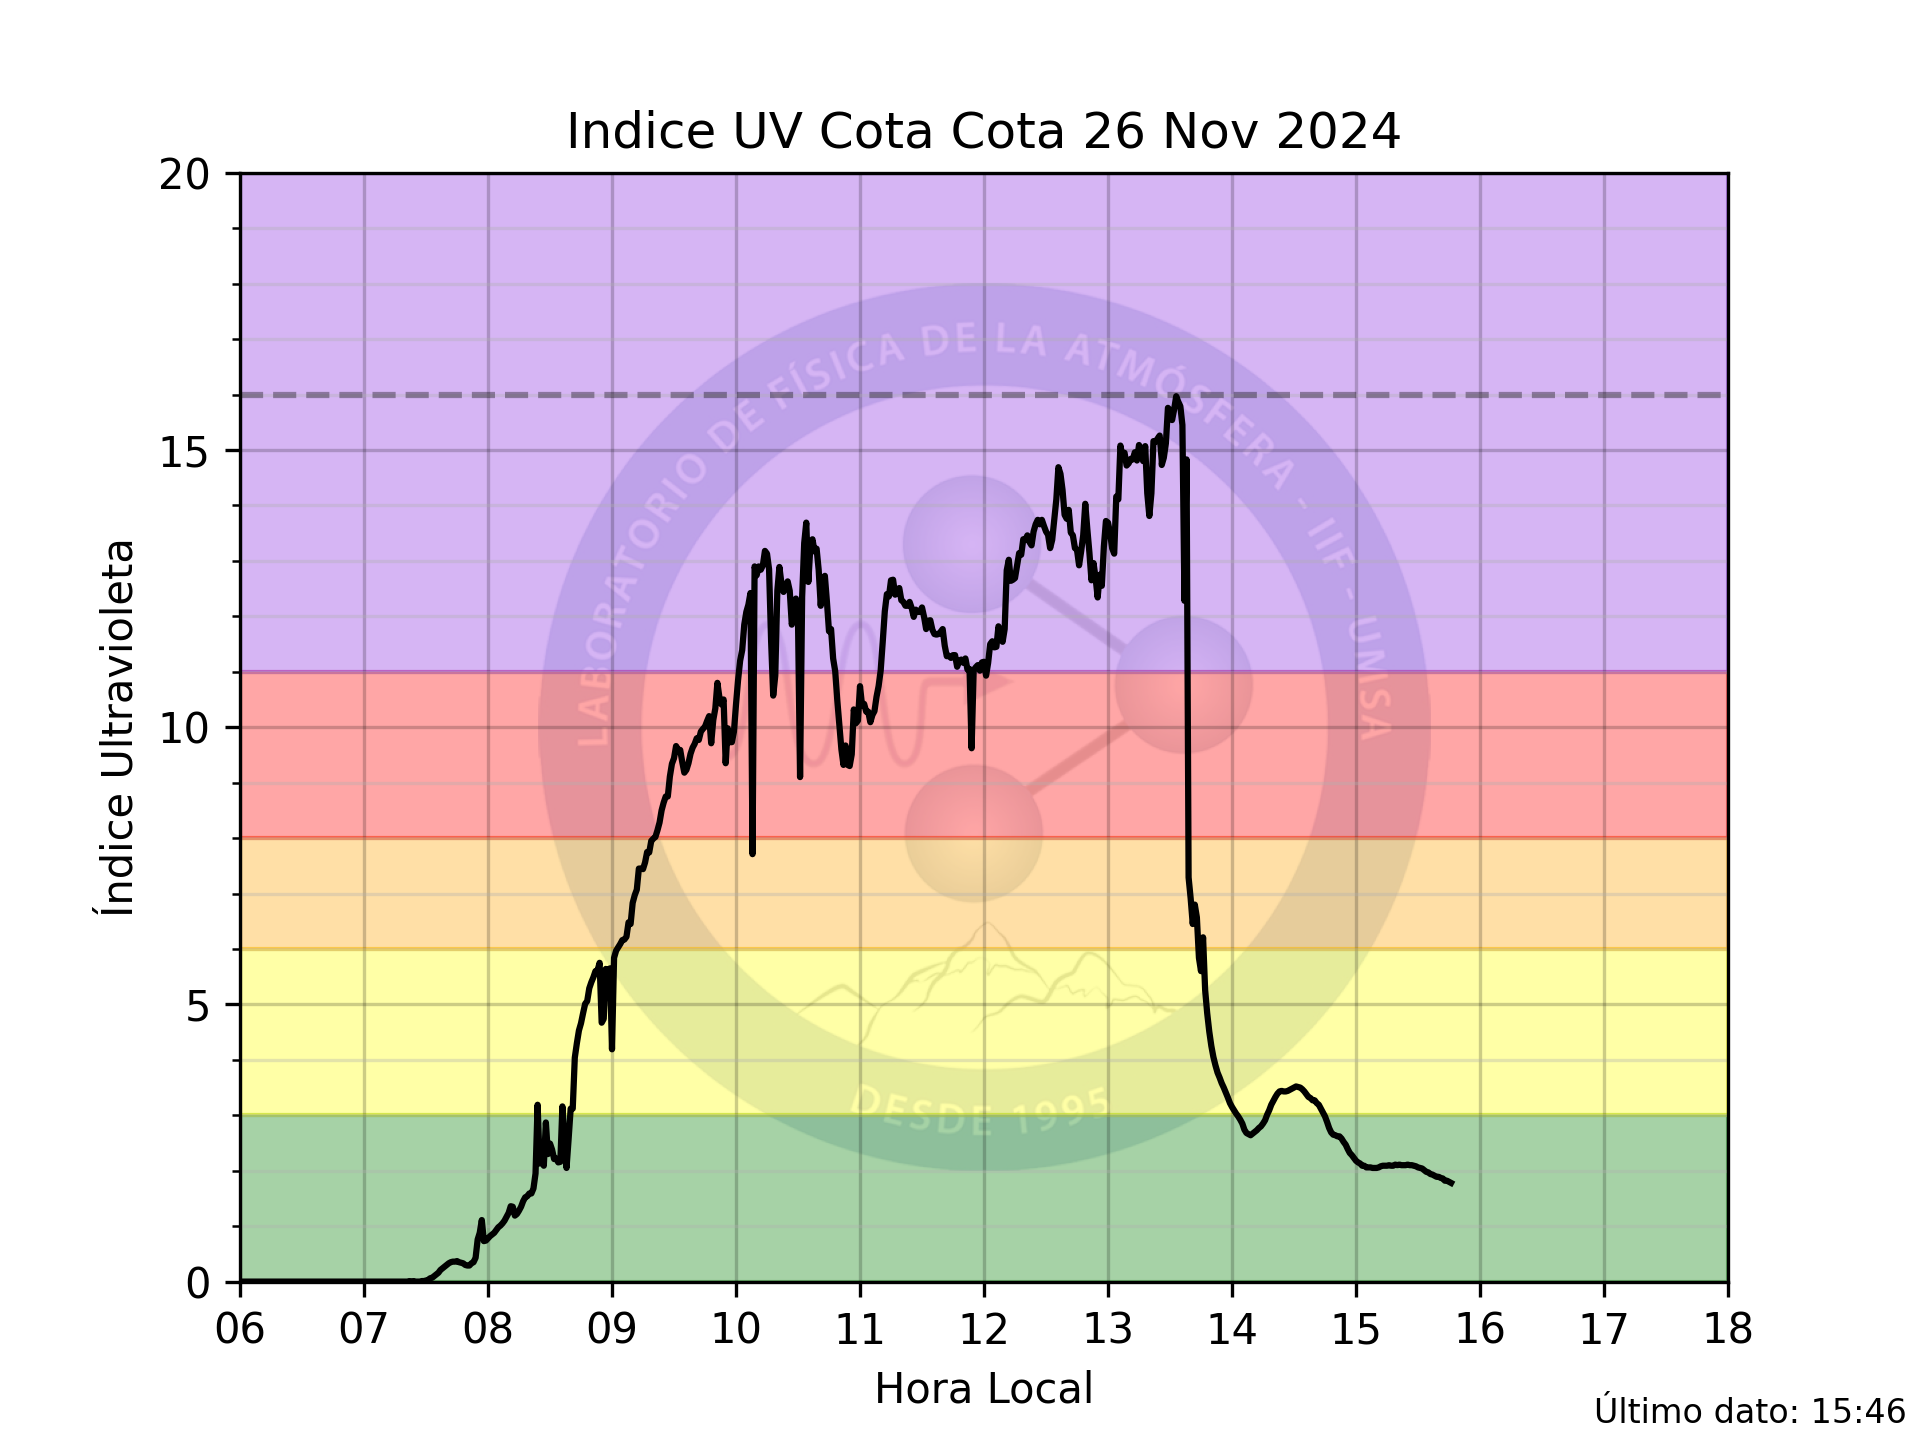 Indice UV Cota Cota 26 Nov 2024
20
15
10
5
0
Índice Ultravioleta
LABORATORIO DE FÍSICA DE LA ATMÓSFERA - IIF - UMSA
DESDE 1995
06 07 08 09 10 11 12 13 14 15 16 17 18
Hora Local
Último dato: 15:46